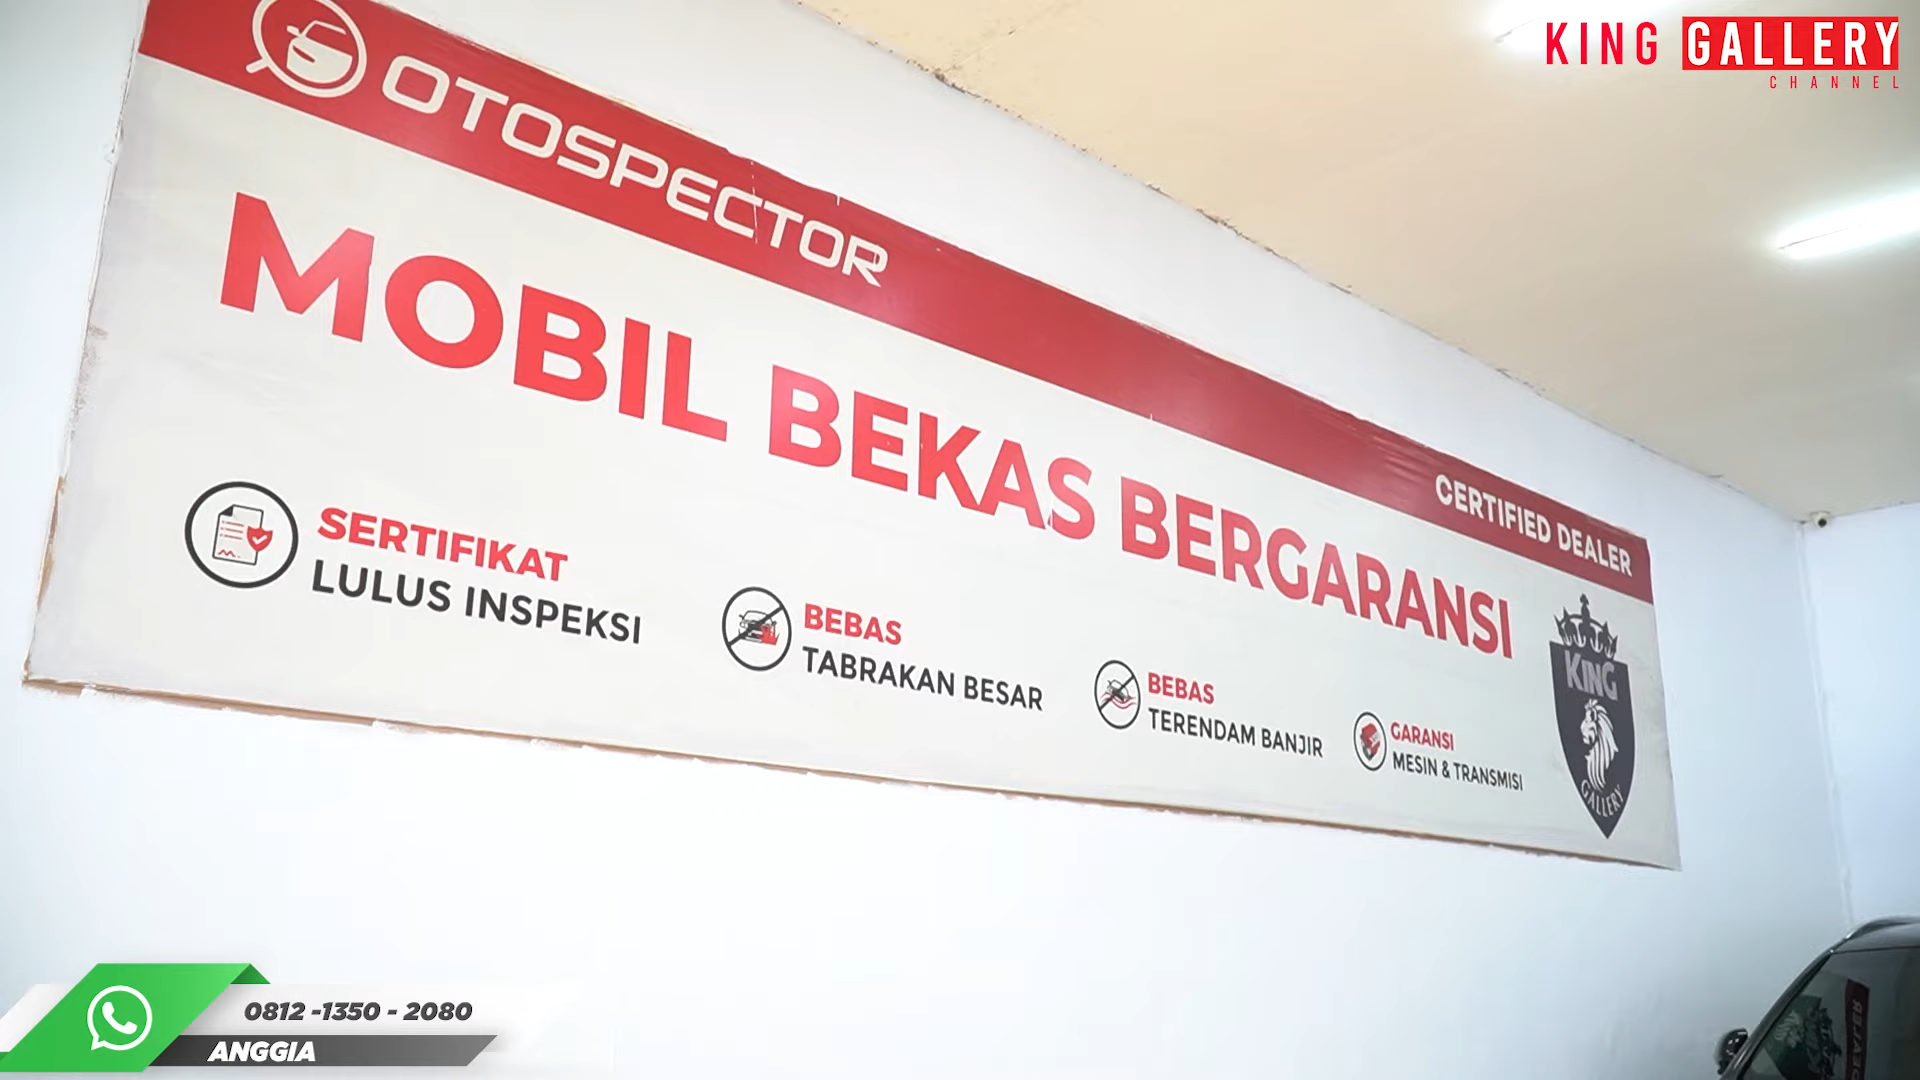 KING GALLERY
CHANNEL
OTOSPECTOR
CERTIFIED DEALER
MOBIL BEKAS BERGARANSI
SERTIFIKAT
LULUS INSPEKSI
BEBAS
TABRAKAN BESAR
BEBAS
TERENDAM BANJIR
GARANSI
MESIN & TRANSMISI
KING
GALLERY
0812 -1350 - 2080
ANGGIA